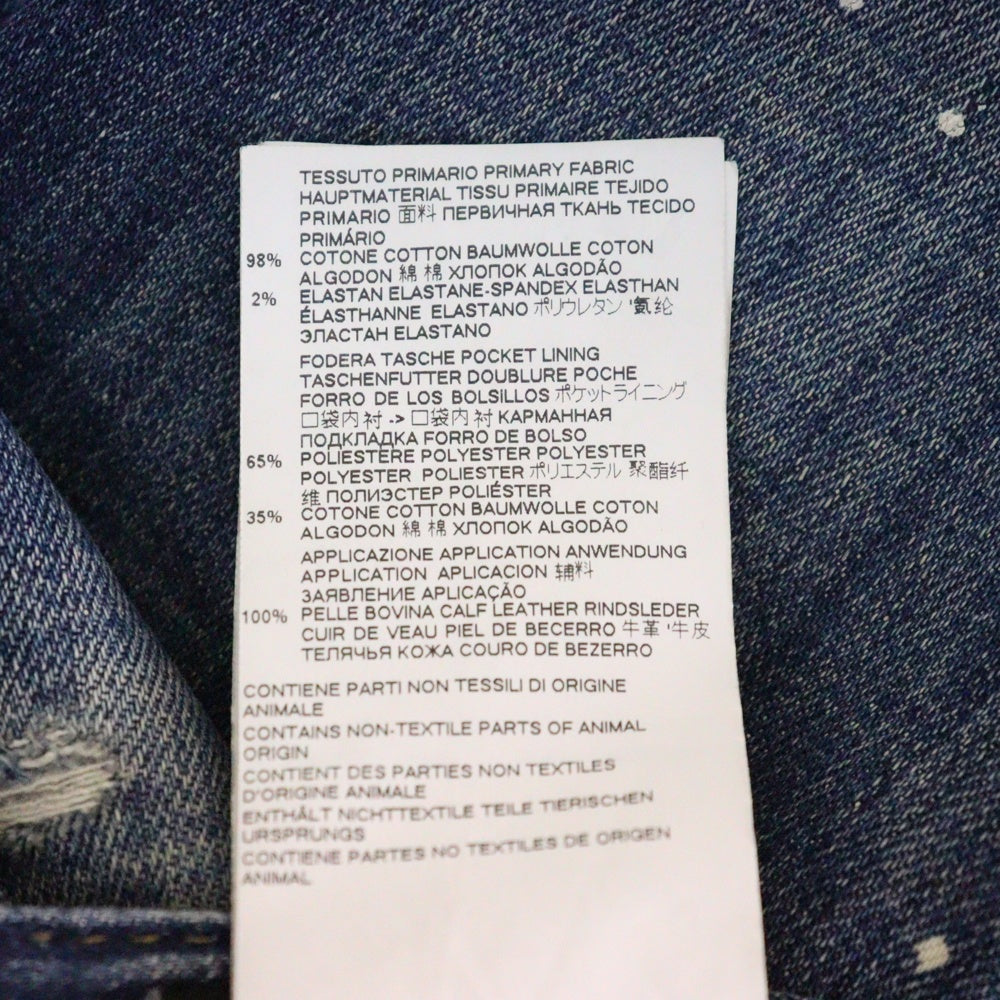 TESSUTO PRIMARIO PRIMARY FABRIC
HAUPTMATERIAL TISSU PRIMAIRE TEJIDO
PRIMARIO 面料 ПЕРВИЧНАЯ ТКАНЬ TECIDO
PRIMÁRIO
98% COTONE COTTON BAUMWOLLE COTON
ALGODON 綿 棉 ХЛОПОК ALGODÃO
2% ELASTAN ELASTANE-SPANDEX ELASTHAN
ÉLASTHANNE ELASTANO ポリウレタン '氨纶
ЭЛАСТАН ELASTANO
FODERA TASCHE POCKET LINING
TASCHENFUTTER DOUBLURE POCHE
FORRO DE LOS BOLSILLOS ポケットライニング
口袋内衬 -> 口袋内衬 КАРМАННАЯ
ПОДКЛАДКА FORRO DE BOLSO
65% POLIESTERE POLYESTER POLYESTER
POLYESTER POLIESTER ポリエステル 聚酯纤
维 ПОЛИЭСТЕР POLIÉSTER
35% COTONE COTTON BAUMWOLLE COTON
ALGODON 綿 棉 ХЛОПОК ALGODÃO
APPLICAZIONE APPLICATION ANWENDUNG
APPLICATION APLICACION 辅料
ЗАЯВЛЕНИЕ APLICAÇÃO
100% PELLE BOVINA CALF LEATHER RINDSLEDER
CUIR DE VEAU PIEL DE BECERRO 牛革 '牛皮
ТЕЛЯЧЬЯ КОЖА COURO DE BEZERRO
CONTIENE PARTI NON TESSILI DI ORIGINE
ANIMALE
CONTAINS NON-TEXTILE PARTS OF ANIMAL
ORIGIN
CONTIENT DES PARTIES NON TEXTILES
D'ORIGINE ANIMALE
ENTHÄLT NICHTTEXTILE TEILE TIERISCHEN
URSPRUNGS
CONTIENE PARTES NO TEXTILES DE ORIGEN
ANIMAL